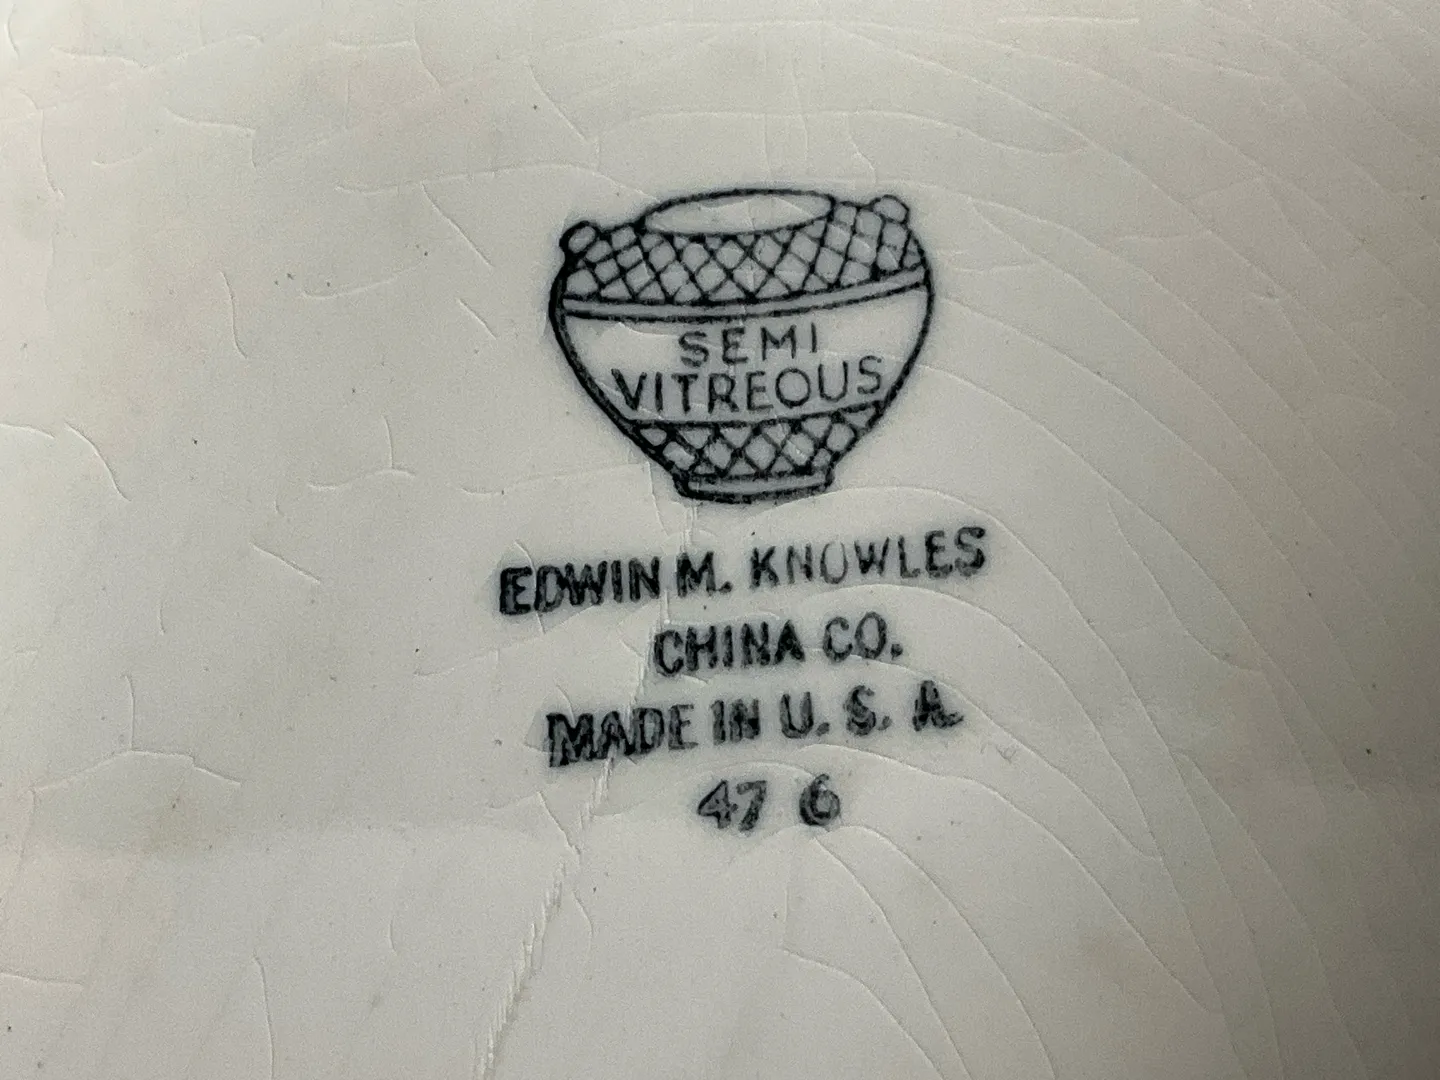 SEMI
VITREOUS
EDWIN M. KNOWLES
CHINA CO.
MADE IN U. S. A.
47 6